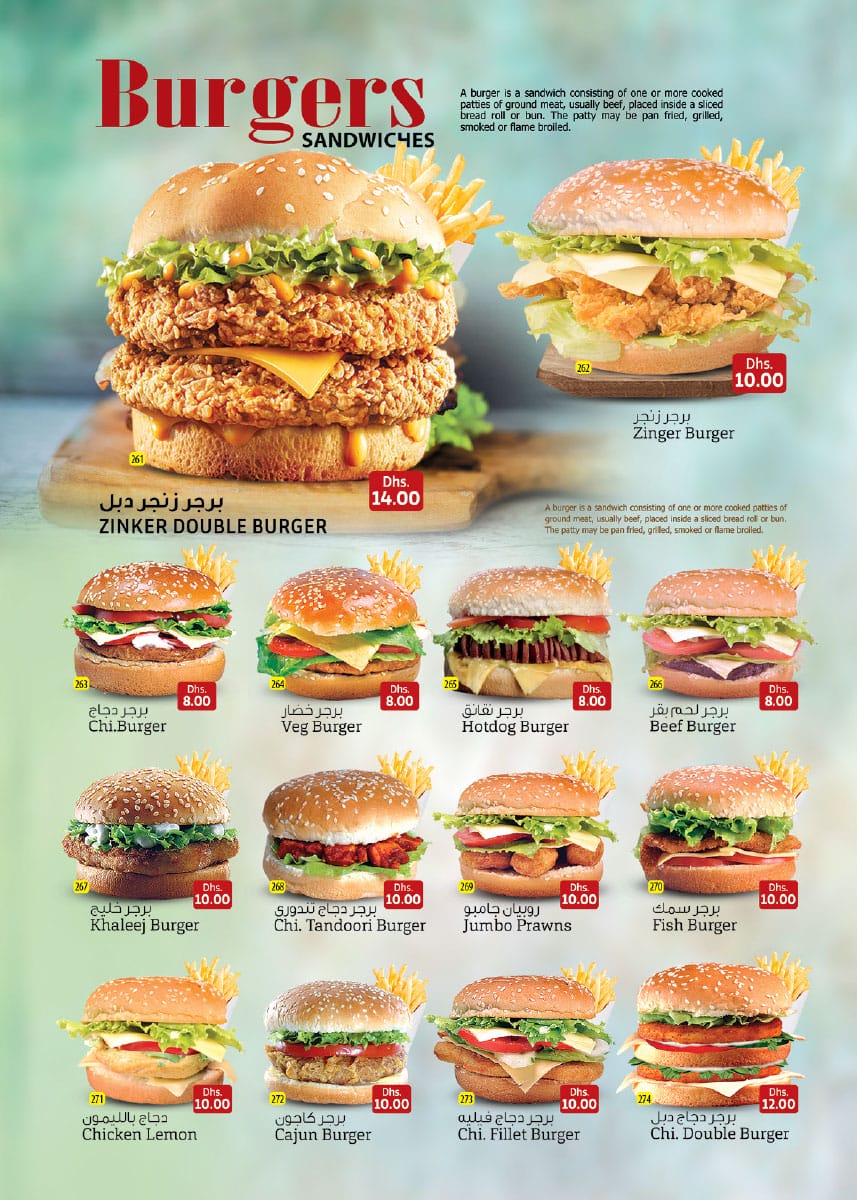 Burgers
SANDWICHES
A burger is a sandwich consisting of one or more cooked
patties of ground meat, usually beef, placed inside a sliced
bread roll or bun. The patty may be pan fried, grilled,
smoked or flame broiled.
261
Dhs.
14.00
برجر زنجر دبل
ZINKER DOUBLE BURGER
262
Dhs.
10.00
برجر زنجر
Zinger Burger
A burger is a sandwich consisting of one or more cooked patties of
ground meat, usually beef, placed inside a sliced bread roll or bun.
The patty may be pan fried, grilled, smoked or flame broiled.
263
Dhs.
8.00
برجر دجاج
Chi.Burger
264
Dhs.
8.00
برجر خضار
Veg Burger
265
Dhs.
8.00
برجر نقانق
Hotdog Burger
266
Dhs.
8.00
برجر لحم بقر
Beef Burger
267
Dhs.
10.00
برجر خليج
Khaleej Burger
268
Dhs.
10.00
برجر دجاج تندوري
Chi. Tandoori Burger
269
Dhs.
10.00
روبيان جامبو
Jumbo Prawns
270
Dhs.
10.00
برجر سمك
Fish Burger
271
Dhs.
10.00
دجاج بالليمون
Chicken Lemon
272
Dhs.
10.00
برجر كاجون
Cajun Burger
273
Dhs.
10.00
برجر دجاج فيليه
Chi. Fillet Burger
274
Dhs.
12.00
برجر دجاج دبل
Chi. Double Burger